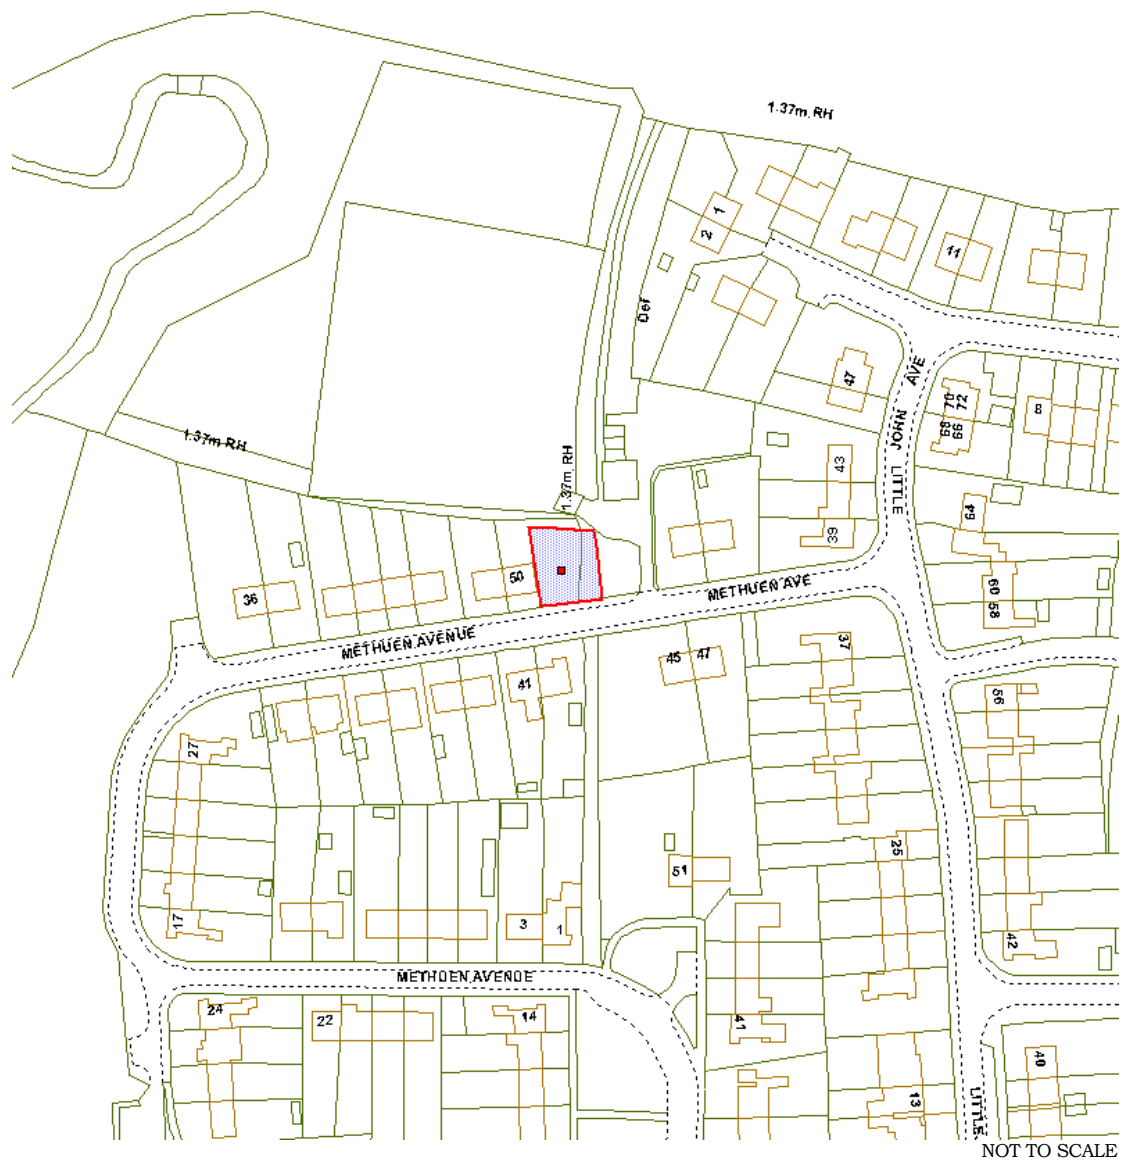 1.37m RH
1
2
11
Def
47
AVE
JOHN
LITTLE
70
72
68
66
8
1.37m RH
43
1.37m RH
64
39
50
36
60
58
METHUEN AVE
METHUEN AVENUE
45
47
37
41
56
27
25
51
17
3
1
42
METHUEN AVENUE
24
22
14
41
40
13
LITTLE
NOT TO SCALE